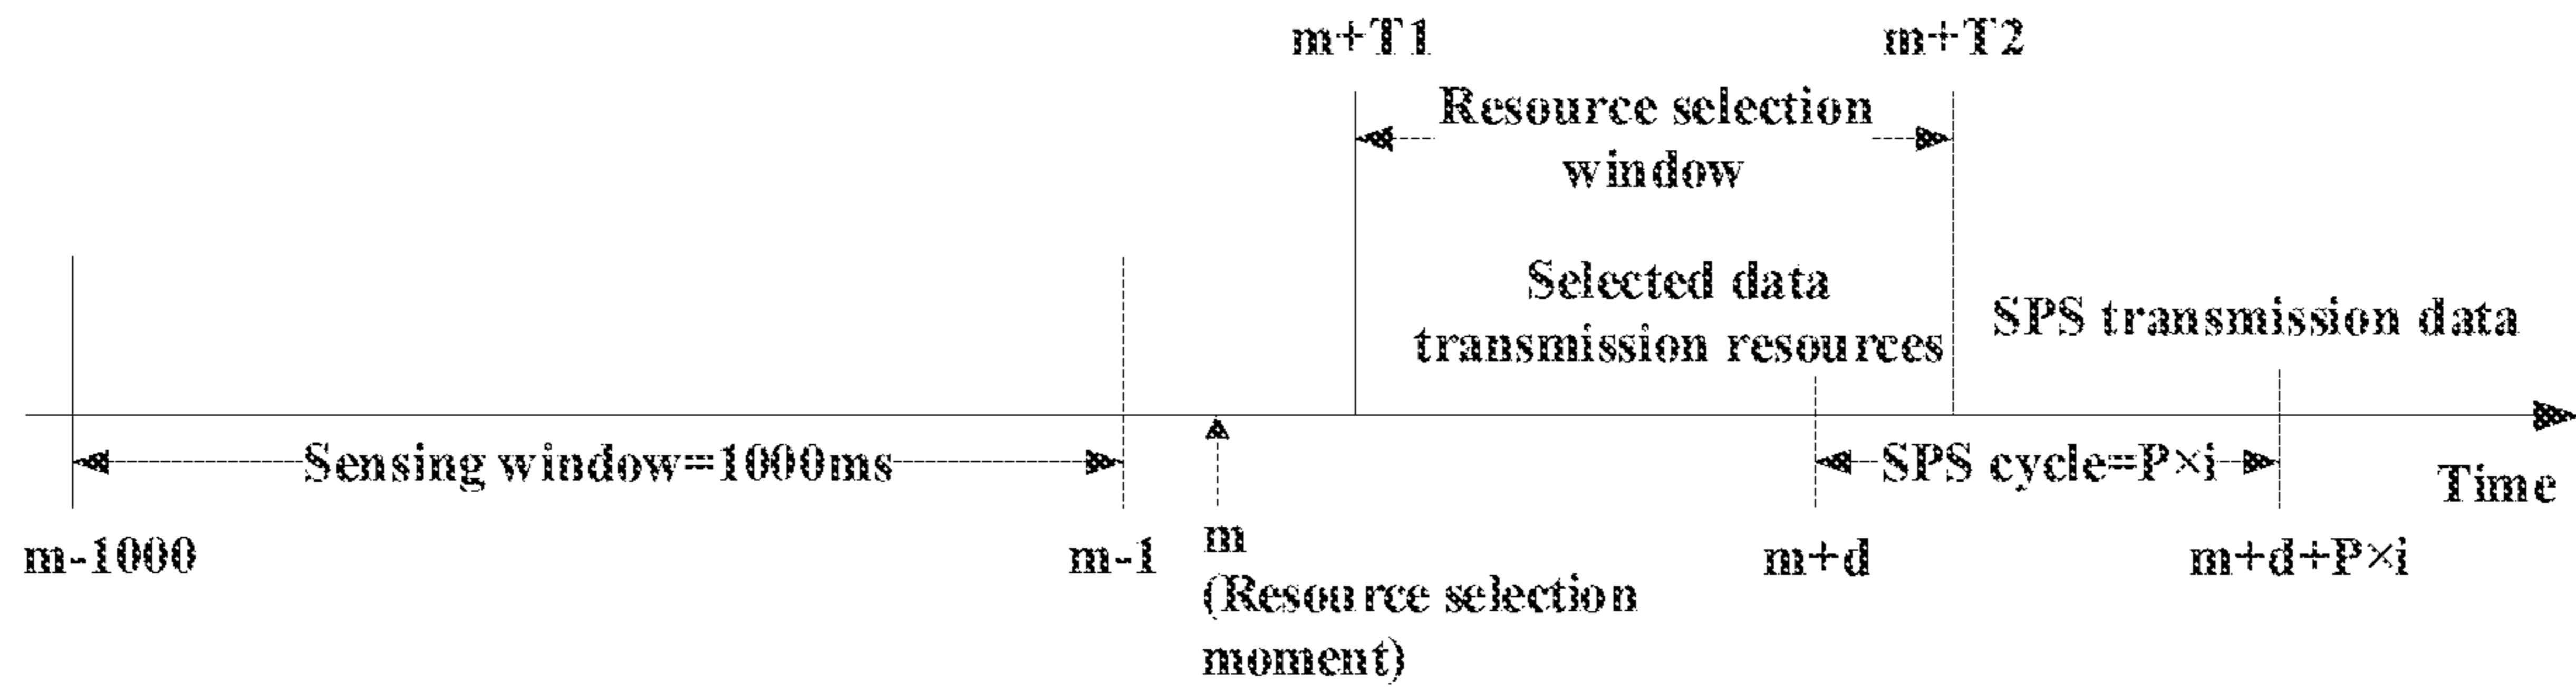 m+T1
m+T2
Resource selection
window
Selected data
transmission resources
SPS transmission data
Sensing window=1000ms
SPS cycle=P×i
Time
m-1000
m-1
m
(Resource selection
moment)
m+d
m+d+P×i